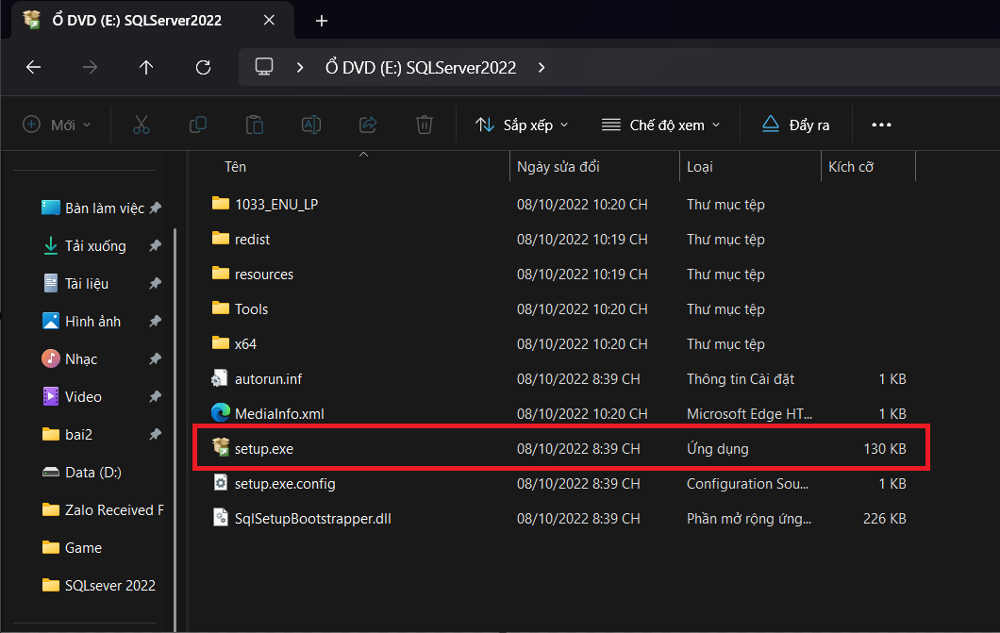 Ổ DVD (E:) SQLServer2022
Ổ DVD (E:) SQLServer2022
Mới
Sắp xếp
Chế độ xem
Đẩy ra
Tên Ngày sửa đổi Loại Kích cỡ
Bàn làm việc
Tải xuống
Tài liệu
Hình ảnh
Nhạc
Video
bai2
Data (D:)
Zalo Received F
Game
SQLsever 2022
1033_ENU_LP 08/10/2022 10:20 CH Thư mục tệp
redist 08/10/2022 10:19 CH Thư mục tệp
resources 08/10/2022 10:19 CH Thư mục tệp
Tools 08/10/2022 10:20 CH Thư mục tệp
x64 08/10/2022 10:20 CH Thư mục tệp
autorun.inf 08/10/2022 8:39 CH Thông tin Cài đặt 1 KB
MediaInfo.xml 08/10/2022 10:20 CH Microsoft Edge HT... 1 KB
setup.exe 08/10/2022 8:39 CH Ứng dụng 130 KB
setup.exe.config 08/10/2022 8:39 CH Configuration Sou... 1 KB
SqlSetupBootstrapper.dll 08/10/2022 8:39 CH Phần mở rộng ứng... 226 KB